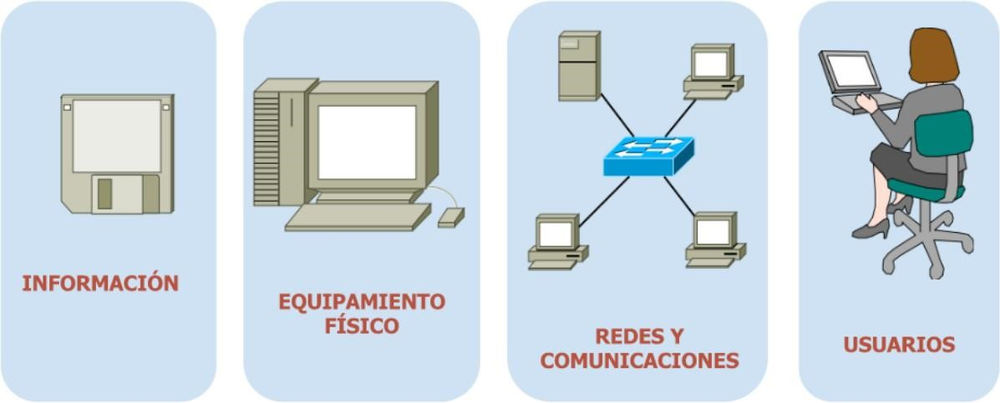 INFORMACIÓN
EQUIPAMIENTO
FÍSICO
REDES Y
COMUNICACIONES
USUARIOS